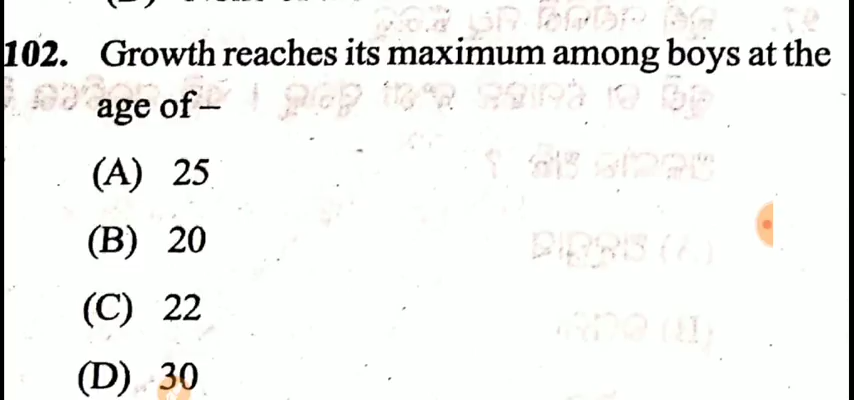 102. Growth reaches its maximum among boys at the
age of –
(A) 25
(B) 20
(C) 22
(D) 30